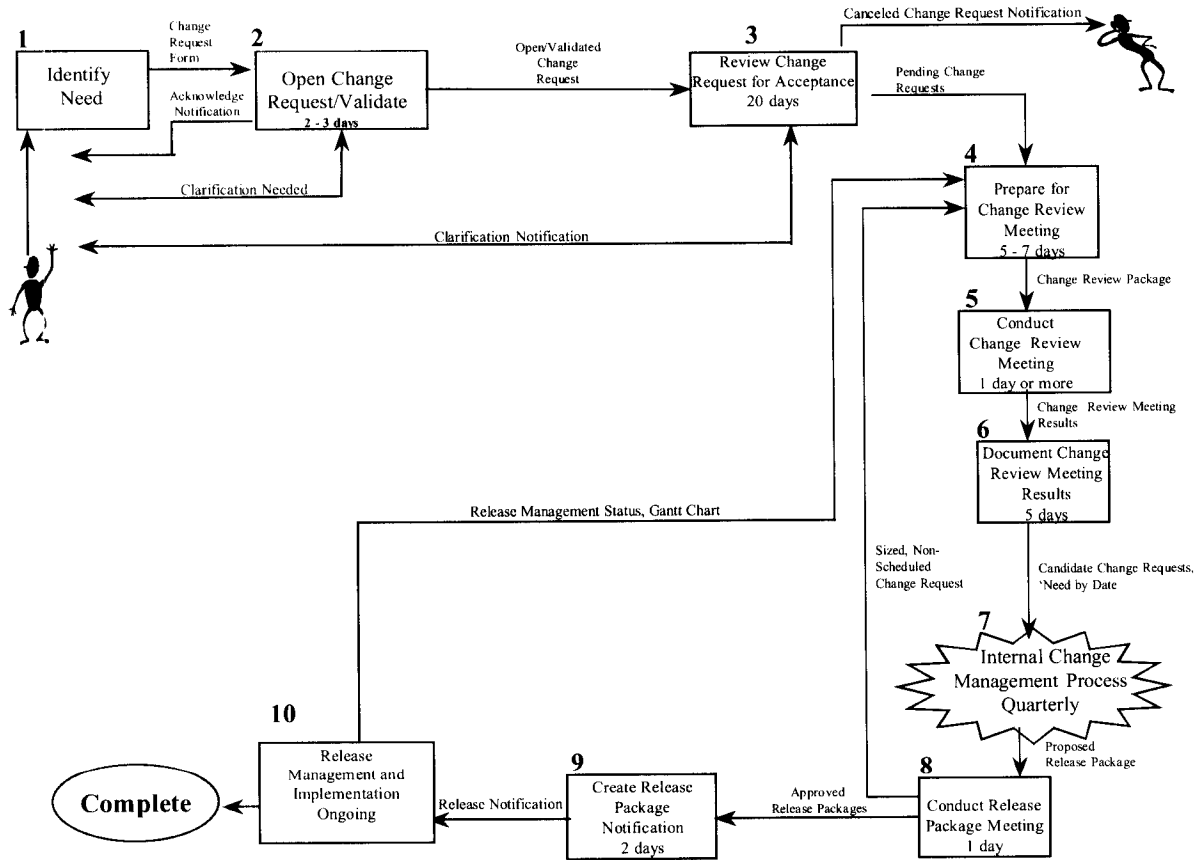 1
Identify
Need
Change
Request
Form
Acknowledge
Notification
2
Open Change
Request/Validate
2 - 3 days
Clarification Needed
Clarification Notification
Open/Validated
Change
Request
3
Review Change
Request for Acceptance
20 days
Canceled Change Request Notification
Pending Change
Requests
4
Prepare for
Change Review
Meeting
5 - 7 days
Change Review Package
5
Conduct
Change Review
Meeting
1 day or more
Change Review Meeting
Results
6
Document Change
Review Meeting
Results
5 days
Release Management Status, Gantt Chart
Sized, Non-
Scheduled
Change Request
Candidate Change Requests,
'Need by Date
7
Internal Change
Management Process
Quarterly
Proposed
Release Package
8
Conduct Release
Package Meeting
1 day
Approved
Release Packages
9
Create Release
Package
Notification
2 days
Release Notification
10
Release
Management and
Implementation
Ongoing
Complete